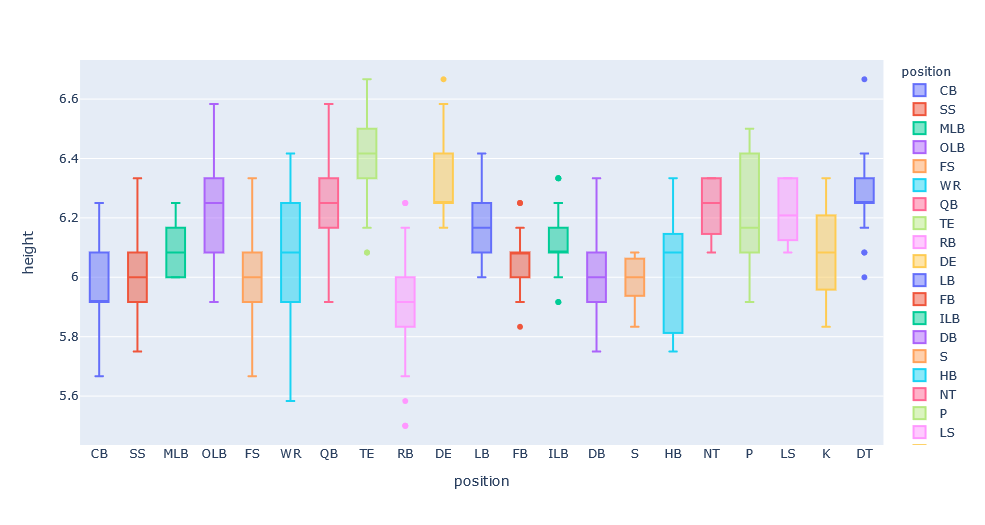 position
6.6
6.4
6.2
6
5.8
5.6
height
CB SS MLB OLB FS WR QB TE RB DE LB FB ILB DB S HB NT P LS K DT
position
CB
SS
MLB
OLB
FS
WR
QB
TE
RB
DE
LB
FB
ILB
DB
S
HB
NT
P
LS